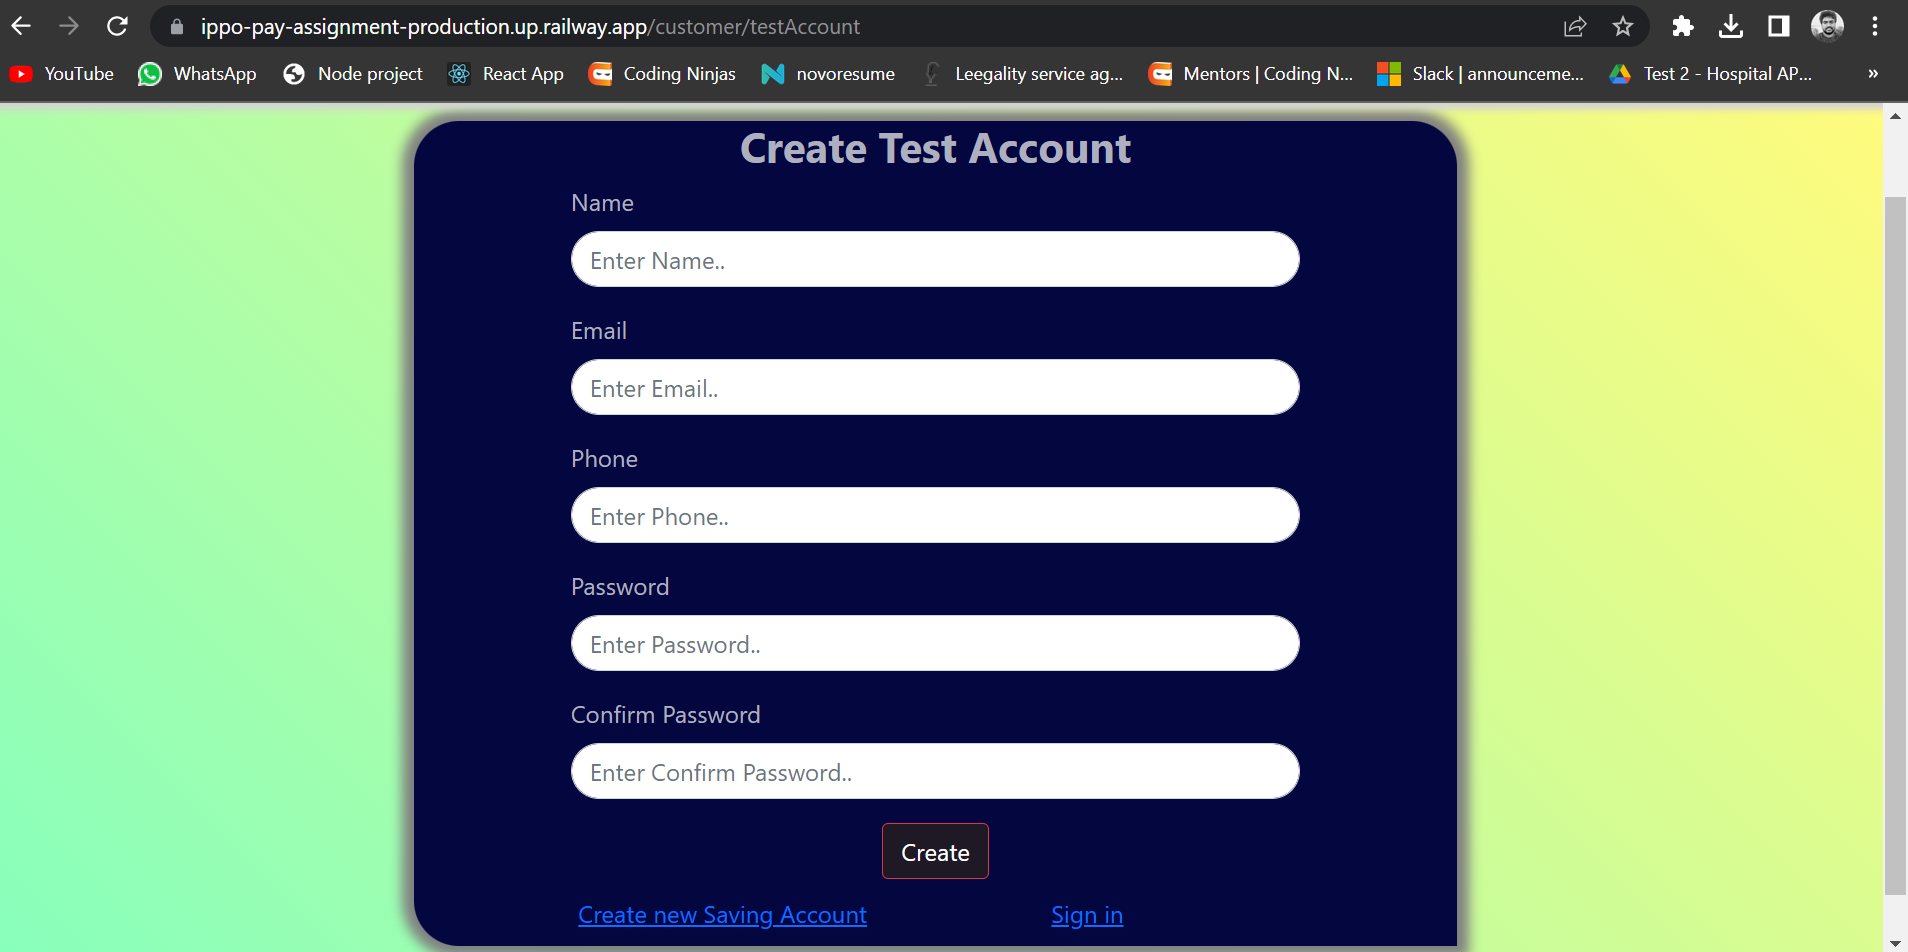 ippo-pay-assignment-production.up.railway.app/customer/testAccount
YouTube WhatsApp Node project React App Coding Ninjas novoresume Leegality service ag... Mentors | Coding N... Slack | announceme... Test 2 - Hospital AP... »
Create Test Account
Name
Enter Name..
Email
Enter Email..
Phone
Enter Phone..
Password
Enter Password..
Confirm Password
Enter Confirm Password..
Create
Create new Saving Account Sign in